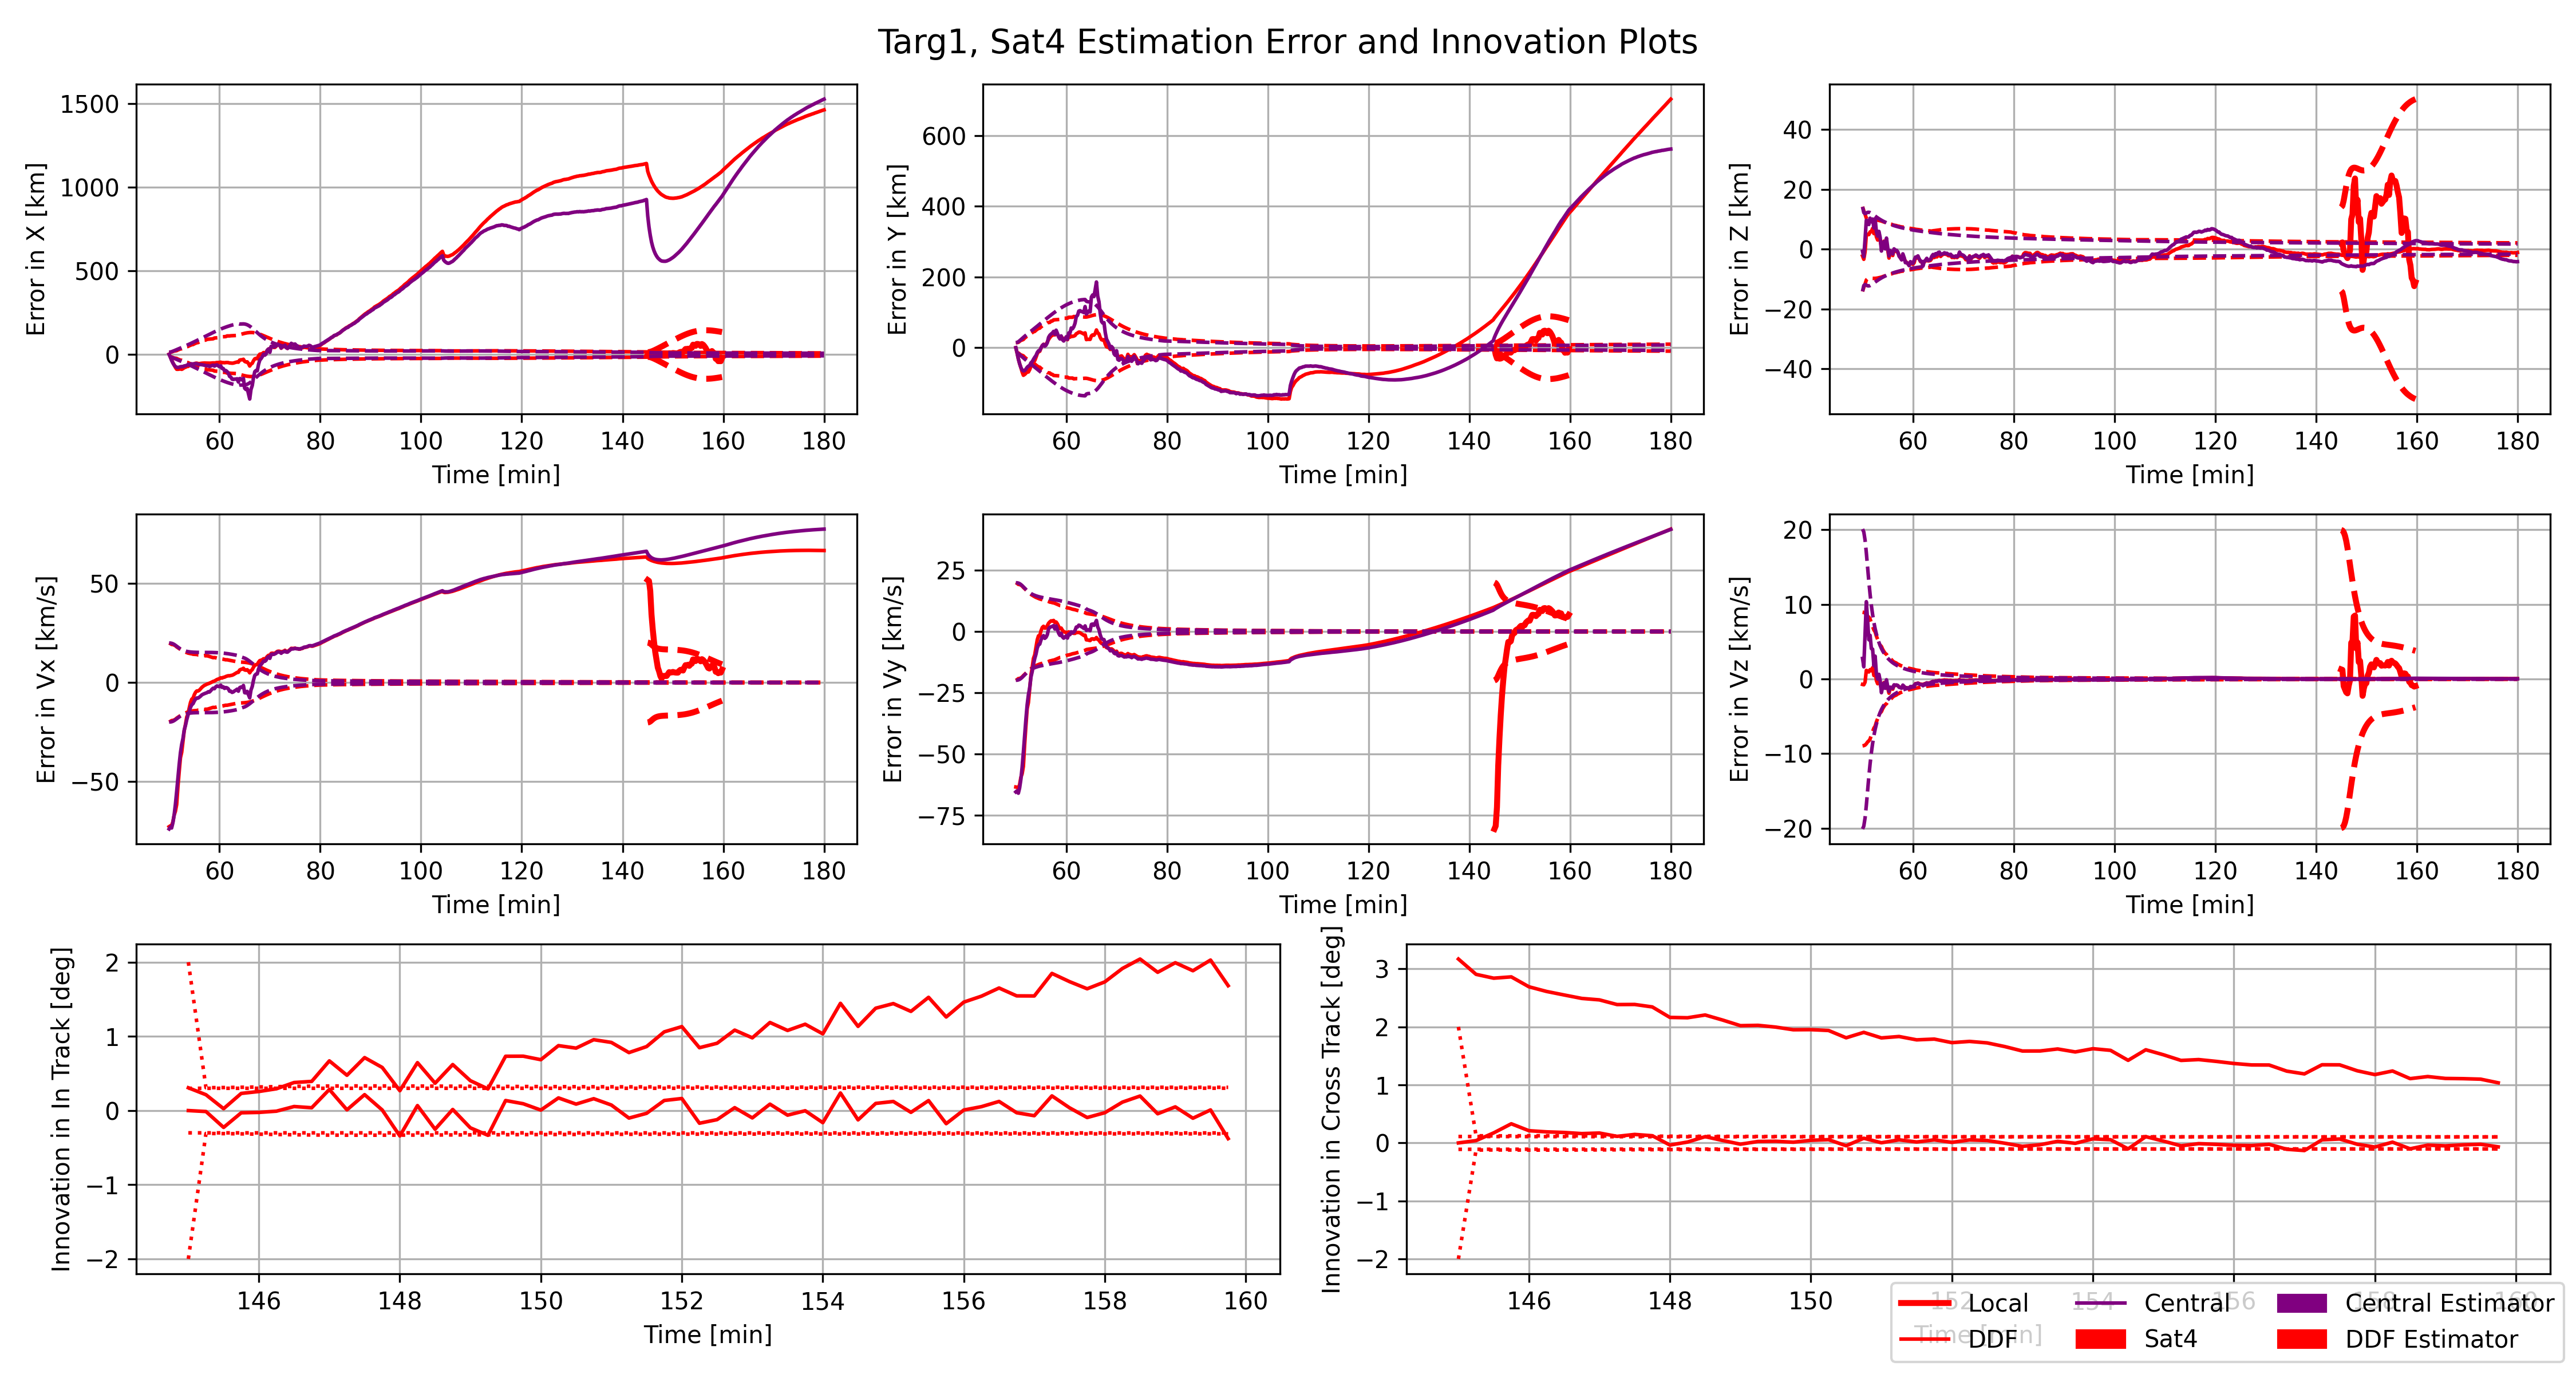 Targ1, Sat4 Estimation Error and Innovation Plots
Error in X [km]
1500
1000
500
0
60 80 100 120 140 160 180
Time [min]
Error in Y [km]
600
400
200
0
60 80 100 120 140 160 180
Time [min]
Error in Z [km]
40
20
0
−20
−40
60 80 100 120 140 160 180
Time [min]
Error in Vx [km/s]
50
0
−50
60 80 100 120 140 160 180
Time [min]
Error in Vy [km/s]
25
0
−25
−50
−75
60 80 100 120 140 160 180
Time [min]
Error in Vz [km/s]
20
10
0
−10
−20
60 80 100 120 140 160 180
Time [min]
Innovation in In Track [deg]
2
1
0
−1
−2
146 148 150 152 154 156 158 160
Time [min]
Innovation in Cross Track [deg]
3
2
1
0
−1
−2
146 148 150 152 154 156 158 160
Time [min]
Local
DDF
Central
Sat4
Central Estimator
DDF Estimator